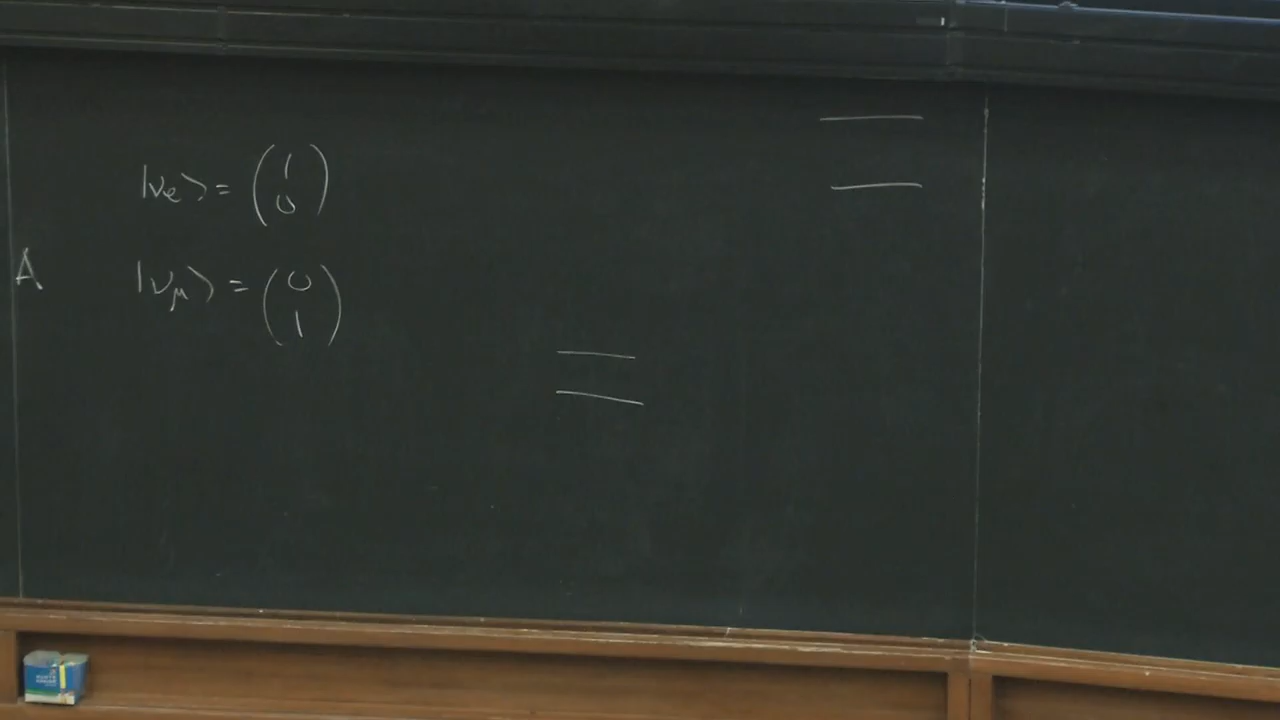 |νe> = (1 0)
A
|νμ> = (0 1)